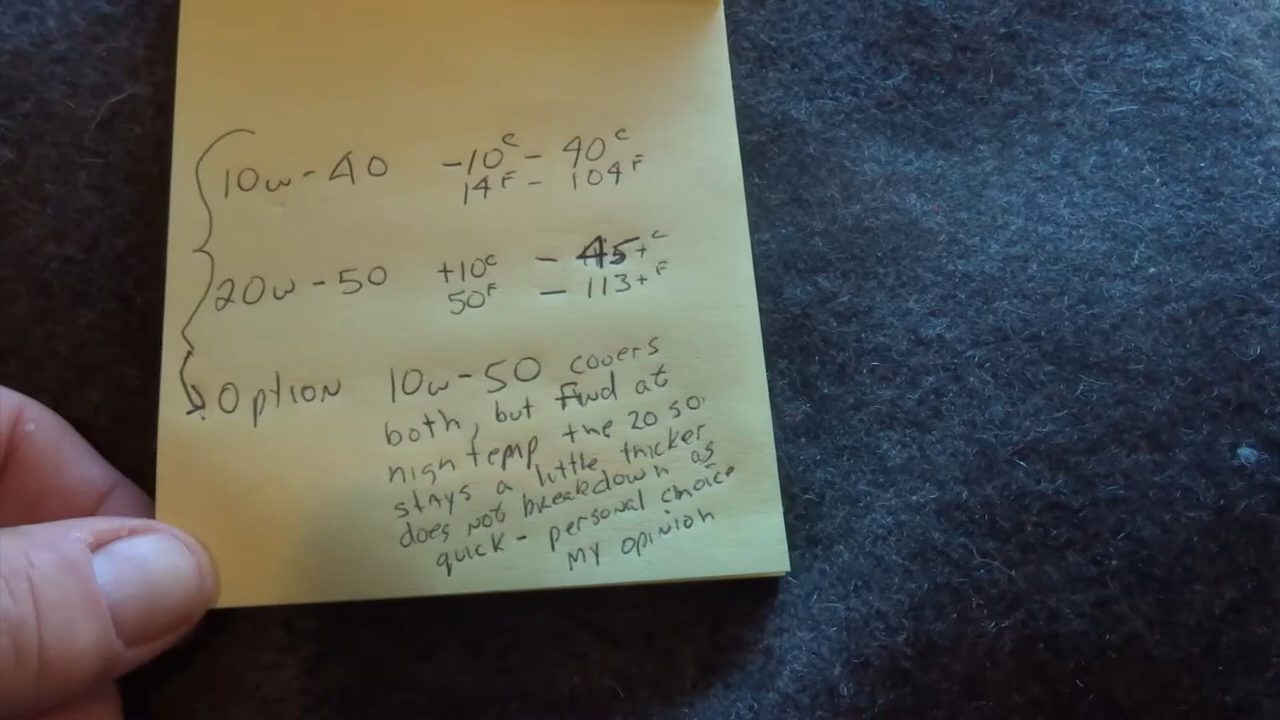 10w-40 -10c - 40c
14F - 104F
20w-50 +10c - 45+c
50F - 113+F
Option 10w-50 covers
both, but find at
high temp the 20 50.
stays a little thicker
does not breakdown as
quick - personal choice
my opinion